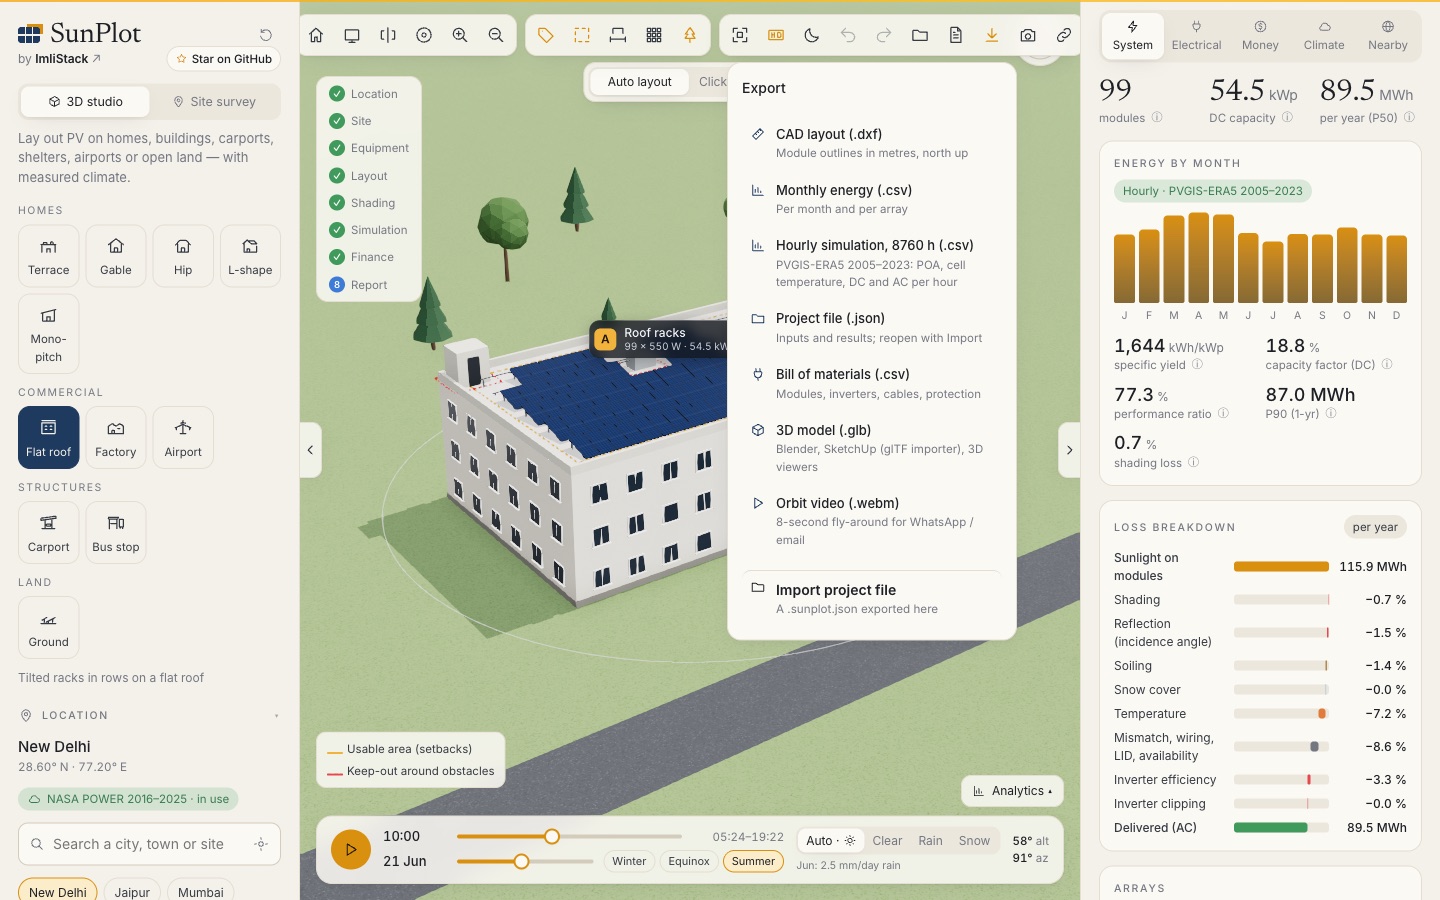 SunPlot
by ImliStack ↗
Star on GitHub
3D studio
Site survey
Lay out PV on homes, buildings, carports,
shelters, airports or open land — with
measured climate.
HOMES
Terrace
Gable
Hip
L-shape
Mono-
pitch
COMMERCIAL
Flat roof
Factory
Airport
STRUCTURES
Carport
Bus stop
LAND
Ground
Tilted racks in rows on a flat roof
LOCATION
New Delhi
28.60° N · 77.20° E
NASA POWER 2016–2025 · in use
Search a city, town or site
New Delhi
Jaipur
Mumbai
HD
Auto layout
Click
Location
Site
Equipment
Layout
Shading
Simulation
Finance
8 Report
A
Roof racks
99 × 550 W · 54.5 kW
Export
CAD layout (.dxf)
Module outlines in metres, north up
Monthly energy (.csv)
Per month and per array
Hourly simulation, 8760 h (.csv)
PVGIS-ERA5 2005–2023: POA, cell
temperature, DC and AC per hour
Project file (.json)
Inputs and results; reopen with Import
Bill of materials (.csv)
Modules, inverters, cables, protection
3D model (.glb)
Blender, SketchUp (glTF importer), 3D
viewers
Orbit video (.webm)
8-second fly-around for WhatsApp /
email
Import project file
A .sunplot.json exported here
Usable area (setbacks)
Keep-out around obstacles
Analytics
10:00
05:24–19:22
21 Jun
Winter
Equinox
Summer
Auto ·
Clear
Rain
Snow
Jun: 2.5 mm/day rain
58° alt
91° az
System
Electrical
Money
Climate
Nearby
99
modules
54.5 kWp
DC capacity
89.5 MWh
per year (P50)
ENERGY BY MONTH
Hourly · PVGIS-ERA5 2005–2023
J F M A M J J A S O N D
1,644 kWh/kWp
specific yield
18.8 %
capacity factor (DC)
77.3 %
performance ratio
87.0 MWh
P90 (1-yr)
0.7 %
shading loss
LOSS BREAKDOWN
per year
Sunlight on
modules
115.9 MWh
Shading −0.7 %
Reflection
(incidence angle)
−1.5 %
Soiling −1.4 %
Snow cover −0.0 %
Temperature −7.2 %
Mismatch, wiring,
LID, availability
−8.6 %
Inverter efficiency −3.3 %
Inverter clipping −0.0 %
Delivered (AC) 89.5 MWh
ARRAYS